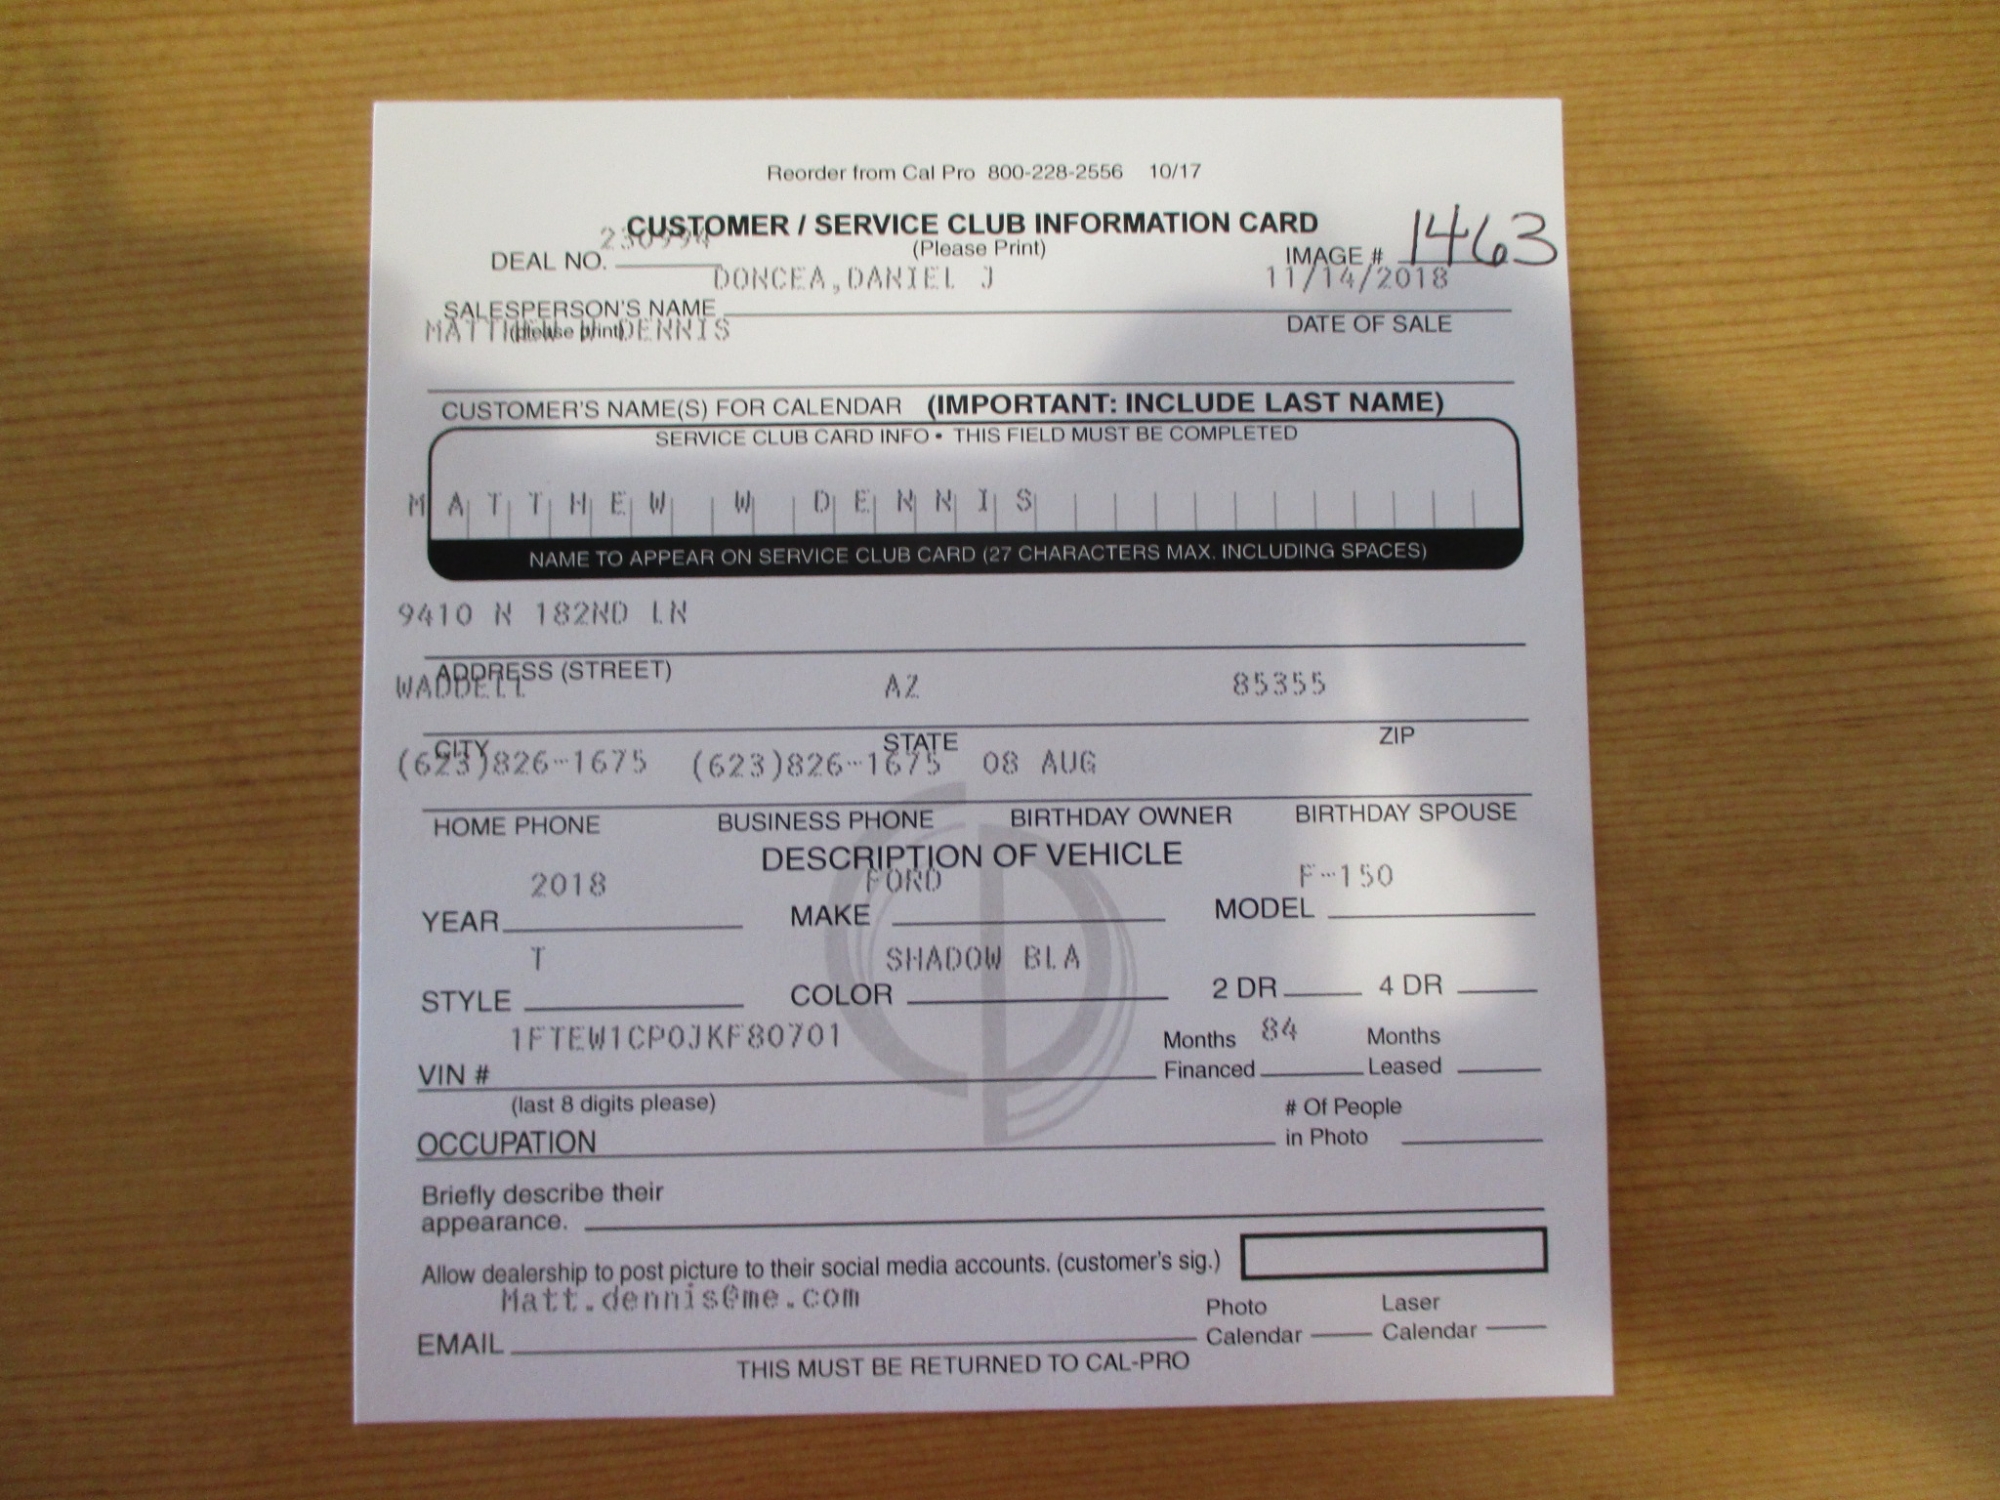 Reorder from Cal Pro 800-228-2556 10/17
CUSTOMER / SERVICE CLUB INFORMATION CARD
(Please Print)
DEAL NO. 230994 IMAGE # 1463
DONCEA,DANIEL J 11/14/2018
SALESPERSON'S NAME
(please print) DATE OF SALE
MATTHEW W DENNIS
CUSTOMER'S NAME(S) FOR CALENDAR (IMPORTANT: INCLUDE LAST NAME)
SERVICE CLUB CARD INFO • THIS FIELD MUST BE COMPLETED
MATTHEW W DENNIS
NAME TO APPEAR ON SERVICE CLUB CARD (27 CHARACTERS MAX. INCLUDING SPACES)
9410 N 182ND LN
ADDRESS (STREET)
WADDELL AZ 85355
CITY STATE ZIP
(623)826-1675 (623)826-1675 08 AUG
HOME PHONE BUSINESS PHONE BIRTHDAY OWNER BIRTHDAY SPOUSE
DESCRIPTION OF VEHICLE
2018 FORD F-150
YEAR MAKE MODEL
T SHADOW BLA
STYLE COLOR 2 DR 4 DR
1FTEW1CP0JKF80701 Months 84 Months
VIN # Financed Leased
(last 8 digits please) # Of People
OCCUPATION in Photo
Briefly describe their
appearance.
Allow dealership to post picture to their social media accounts. (customer's sig.)
Matt.dennis@me.com Photo Laser
EMAIL Calendar Calendar
THIS MUST BE RETURNED TO CAL-PRO